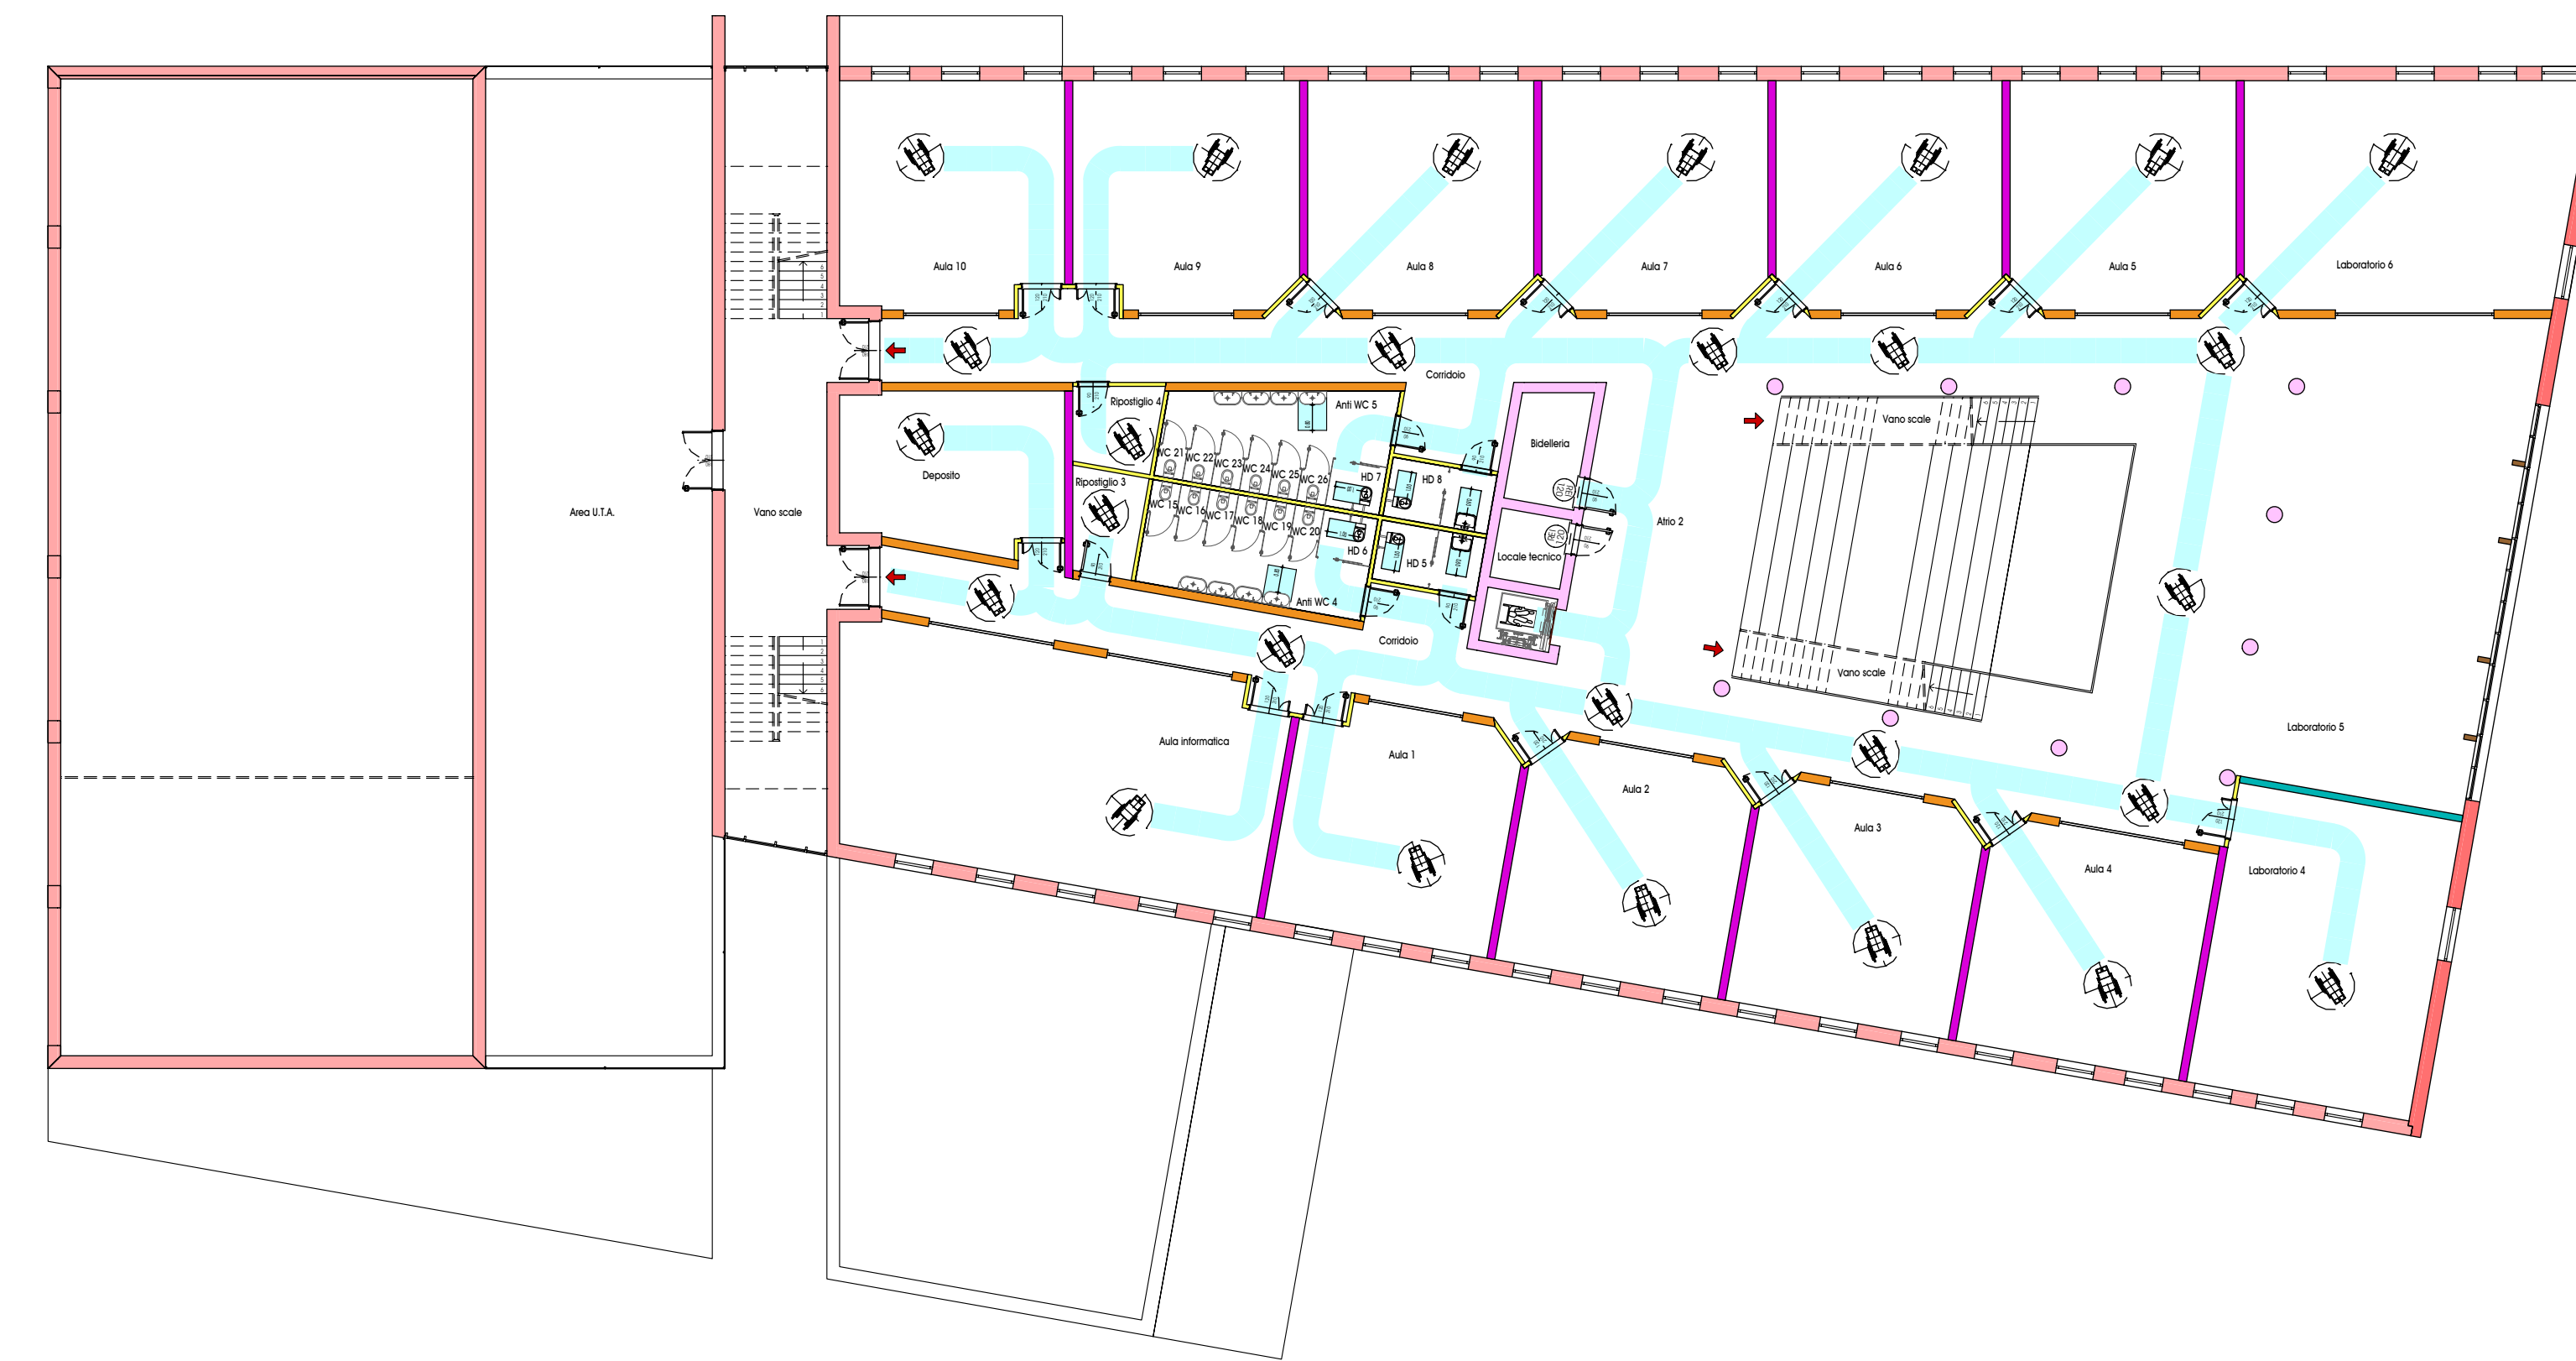 Aula 10
Aula 9
Aula 8
Aula 7
Aula 6
Aula 5
Laboratorio 6
Corridoio
Ripostiglio 4
Anti WC 5
Vano scale
Bidelleria
WC 21
WC 22
WC 23
WC 24
WC 25
WC 26
HD 7
HD 8
Deposito
Ripostiglio 3
WC 15
WC 16
WC 17
WC 18
WC 19
WC 20
HD 6
HD 5
REI 120
REI 120
Area U.T.A.
Vano scale
Atrio 2
Locale tecnico
Anti WC 4
Corridoio
Vano scale
Laboratorio 5
Aula informatica
Aula 1
Aula 2
Aula 3
Aula 4
Laboratorio 4